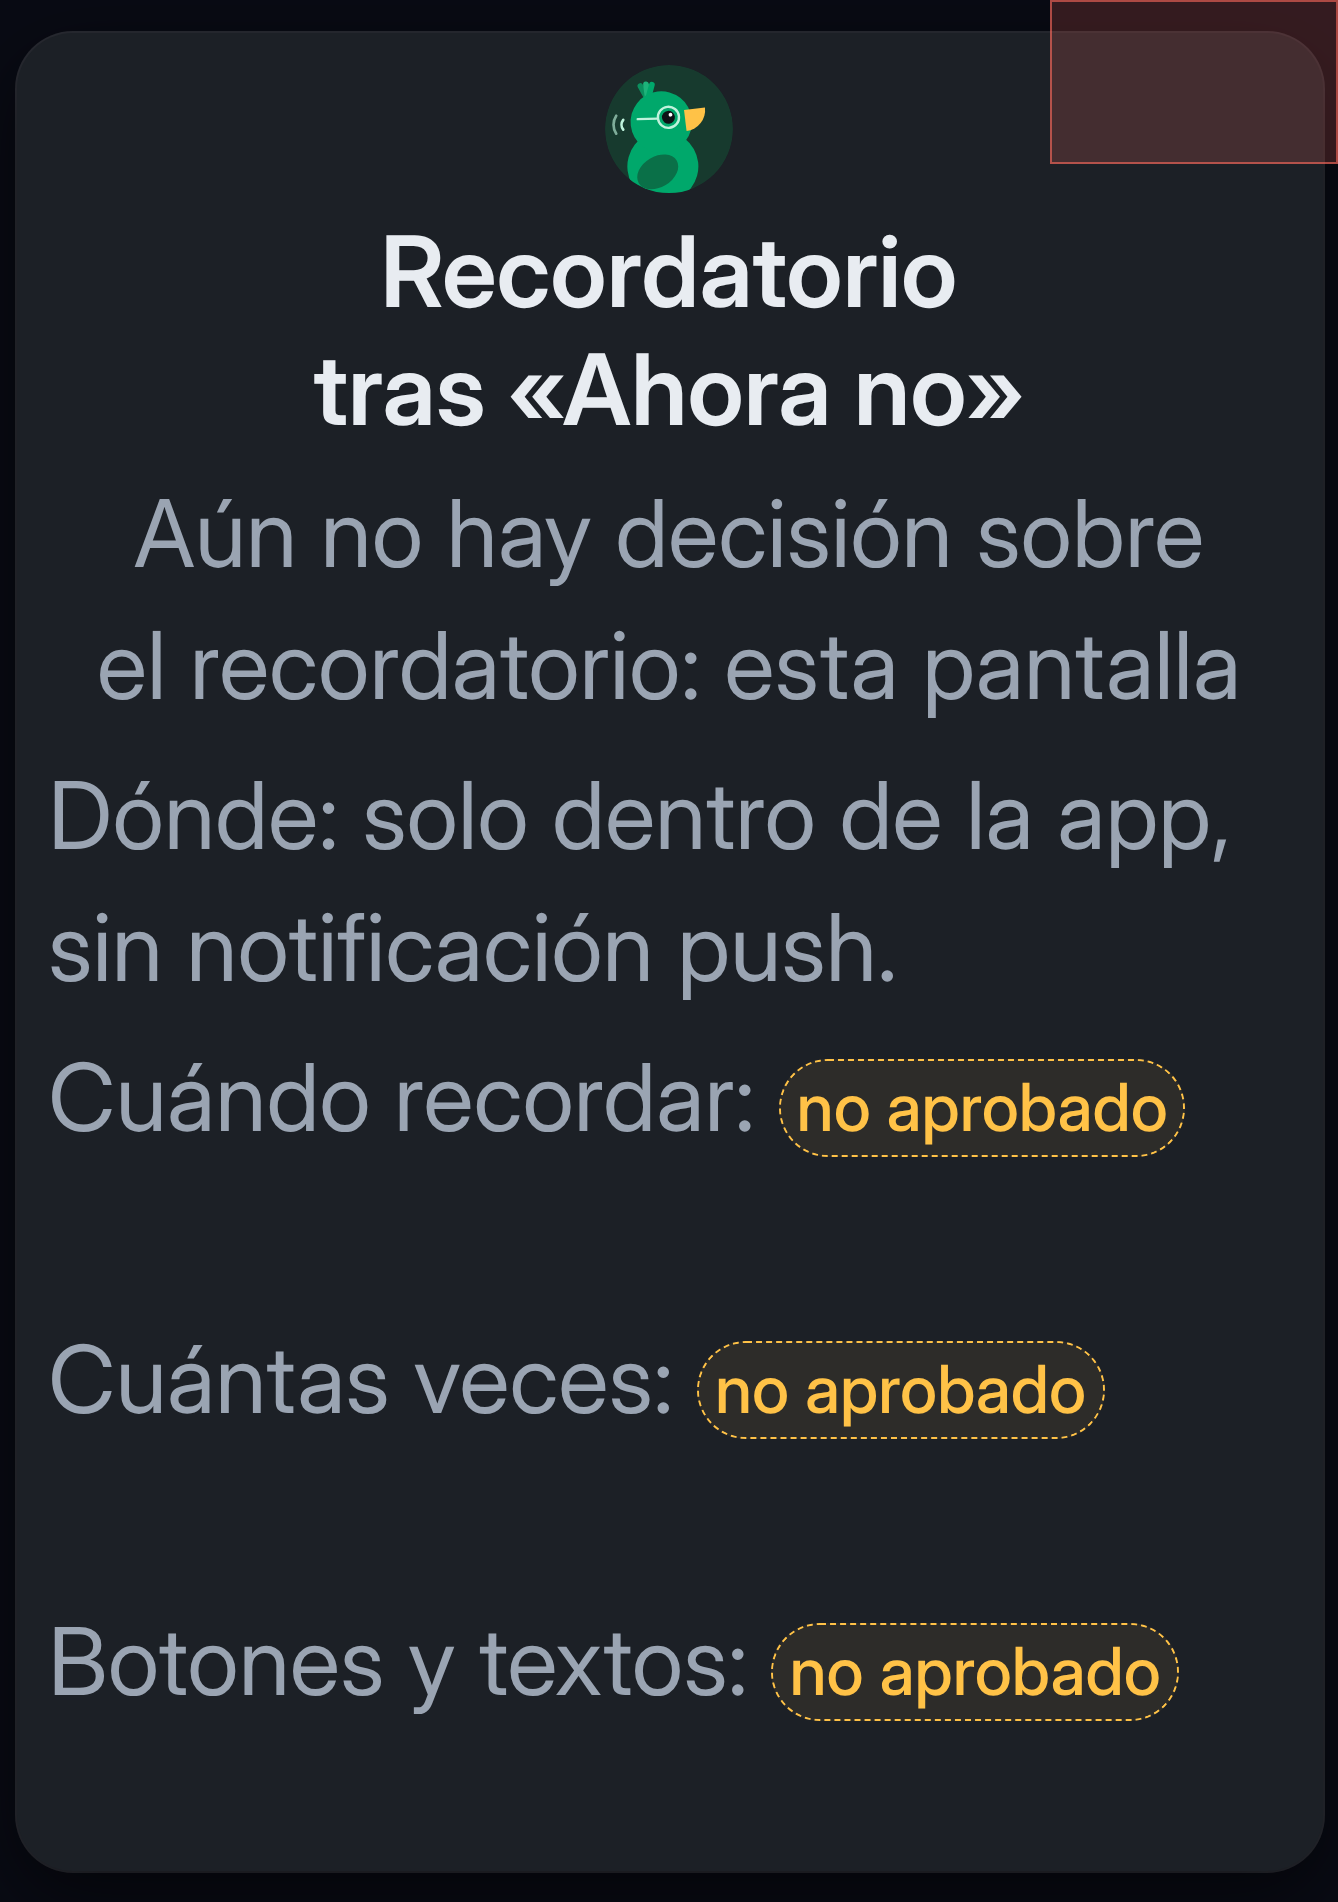 Recordatorio
tras «Ahora no»
Aún no hay decisión sobre
el recordatorio: esta pantalla
Dónde: solo dentro de la app,
sin notificación push.
Cuándo recordar: no aprobado
Cuántas veces: no aprobado
Botones y textos: no aprobado